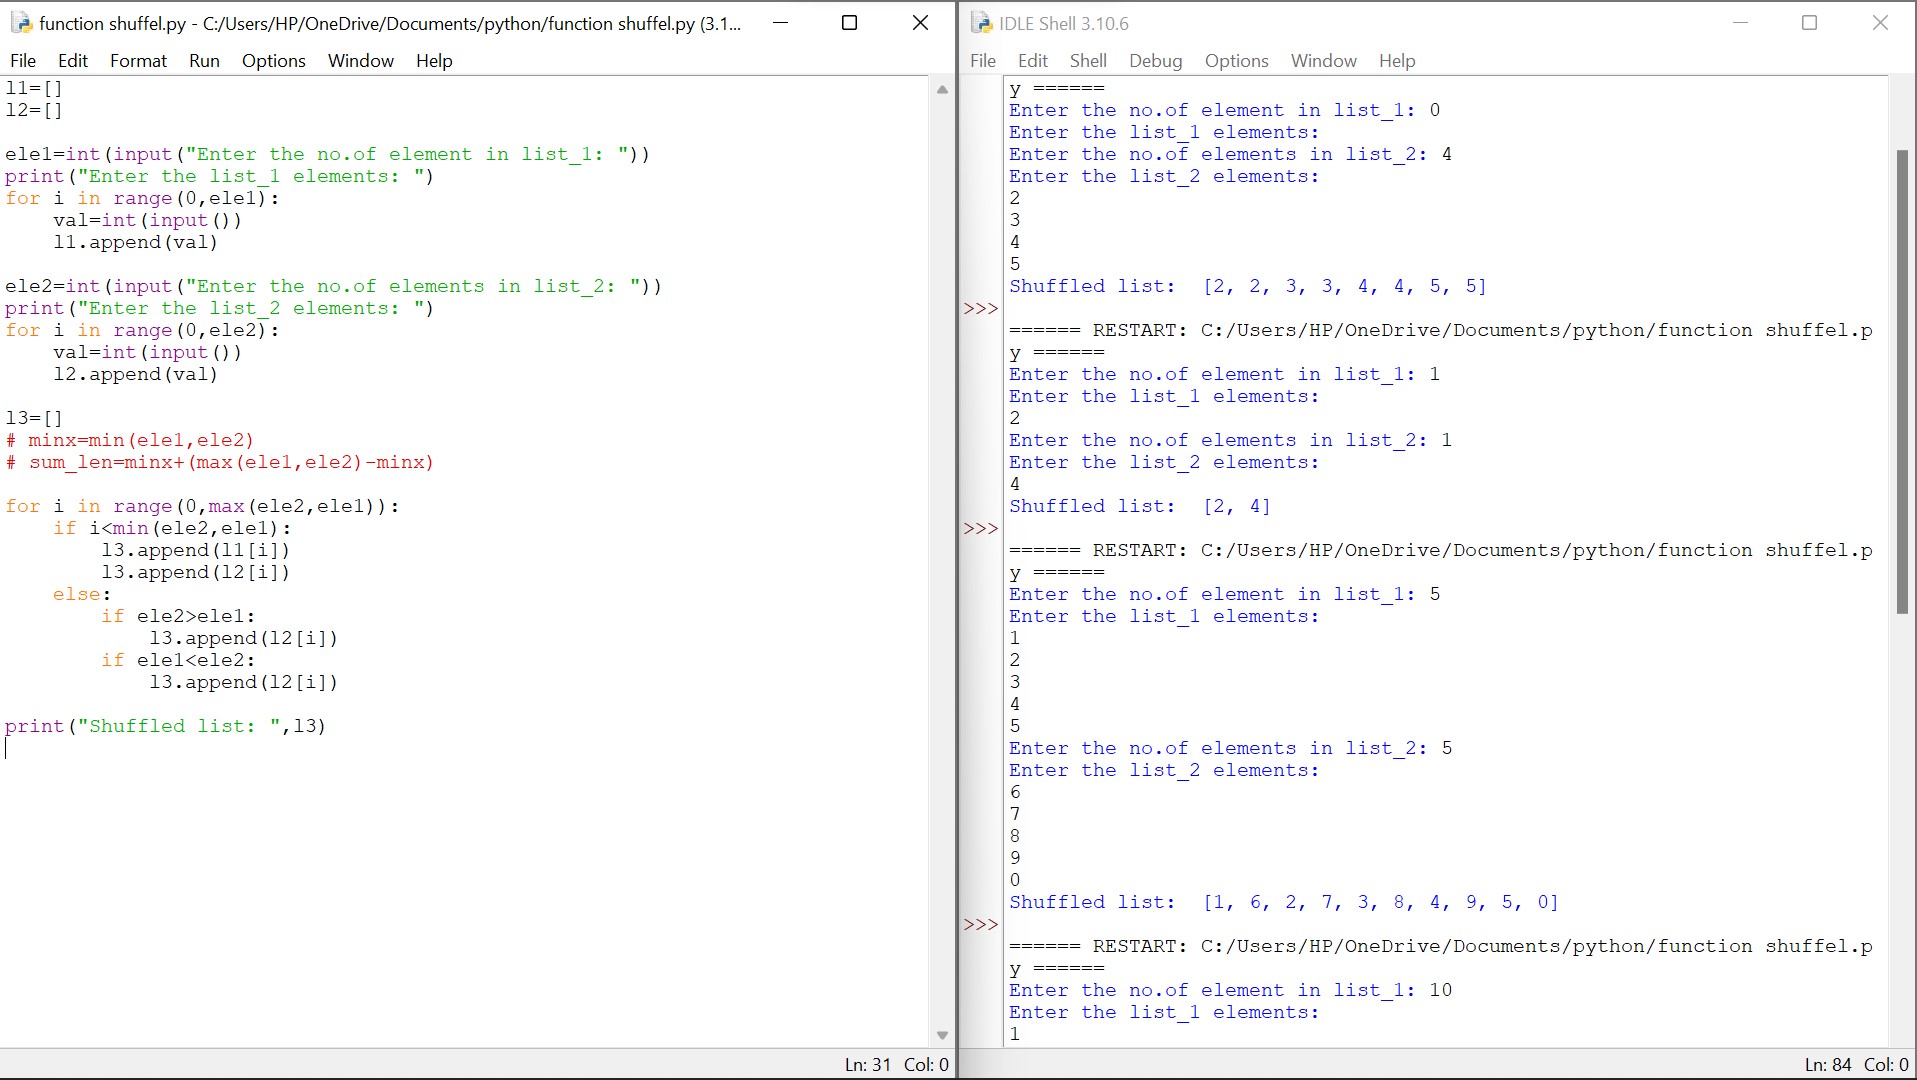 function shuffel.py - C:/Users/HP/OneDrive/Documents/python/function shuffel.py (3.1...
File Edit Format Run Options Window Help
l1=[]
l2=[]
ele1=int(input("Enter the no.of element in list_1: "))
print("Enter the list_1 elements: ")
for i in range(0,ele1):
    val=int(input())
    l1.append(val)
ele2=int(input("Enter the no.of elements in list_2: "))
print("Enter the list_2 elements: ")
for i in range(0,ele2):
    val=int(input())
    l2.append(val)
l3=[]
# minx=min(ele1,ele2)
# sum_len=minx+(max(ele1,ele2)-minx)
for i in range(0,max(ele2,ele1)):
    if i<min(ele2,ele1):
        l3.append(l1[i])
        l3.append(l2[i])
    else:
        if ele2>ele1:
            l3.append(l2[i])
        if ele1<ele2:
            l3.append(l2[i])
print("Shuffled list: ",l3)
Ln: 31 Col: 0
IDLE Shell 3.10.6
File Edit Shell Debug Options Window Help
y ======
Enter the no.of element in list_1: 0
Enter the list_1 elements:
Enter the no.of elements in list_2: 4
Enter the list_2 elements:
2
3
4
5
Shuffled list:  [2, 2, 3, 3, 4, 4, 5, 5]
>>>
====== RESTART: C:/Users/HP/OneDrive/Documents/python/function shuffel.p
y ======
Enter the no.of element in list_1: 1
Enter the list_1 elements:
2
Enter the no.of elements in list_2: 1
Enter the list_2 elements:
4
Shuffled list:  [2, 4]
>>>
====== RESTART: C:/Users/HP/OneDrive/Documents/python/function shuffel.p
y ======
Enter the no.of element in list_1: 5
Enter the list_1 elements:
1
2
3
4
5
Enter the no.of elements in list_2: 5
Enter the list_2 elements:
6
7
8
9
0
Shuffled list:  [1, 6, 2, 7, 3, 8, 4, 9, 5, 0]
>>>
====== RESTART: C:/Users/HP/OneDrive/Documents/python/function shuffel.p
y ======
Enter the no.of element in list_1: 10
Enter the list_1 elements:
1
Ln: 84 Col: 0